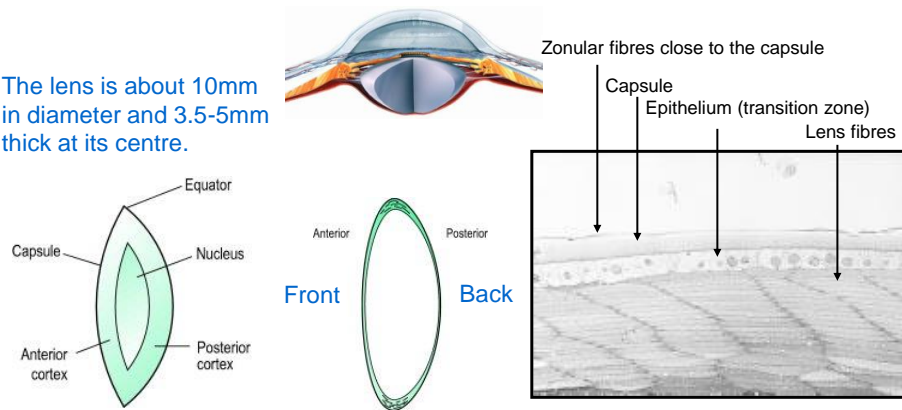 The lens is about 10mm
in diameter and 3.5-5mm
thick at its centre.
Zonular fibres close to the capsule
Capsule
Epithelium (transition zone)
Lens fibres
Equator
Capsule
Nucleus
Anterior
cortex
Posterior
cortex
Anterior
Posterior
Front
Back